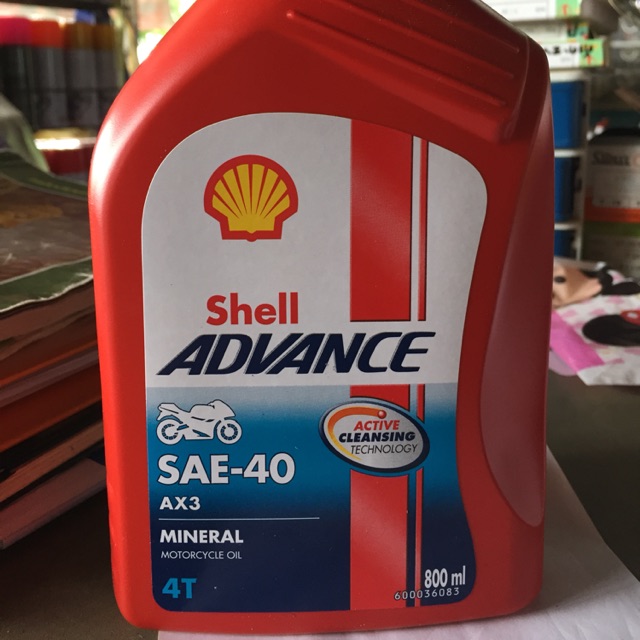 Shell
ADVANCE
ACTIVE
CLEANSING
TECHNOLOGY
SAE-40
AX3
MINERAL
MOTORCYCLE OIL
4T
800 ml
600036083